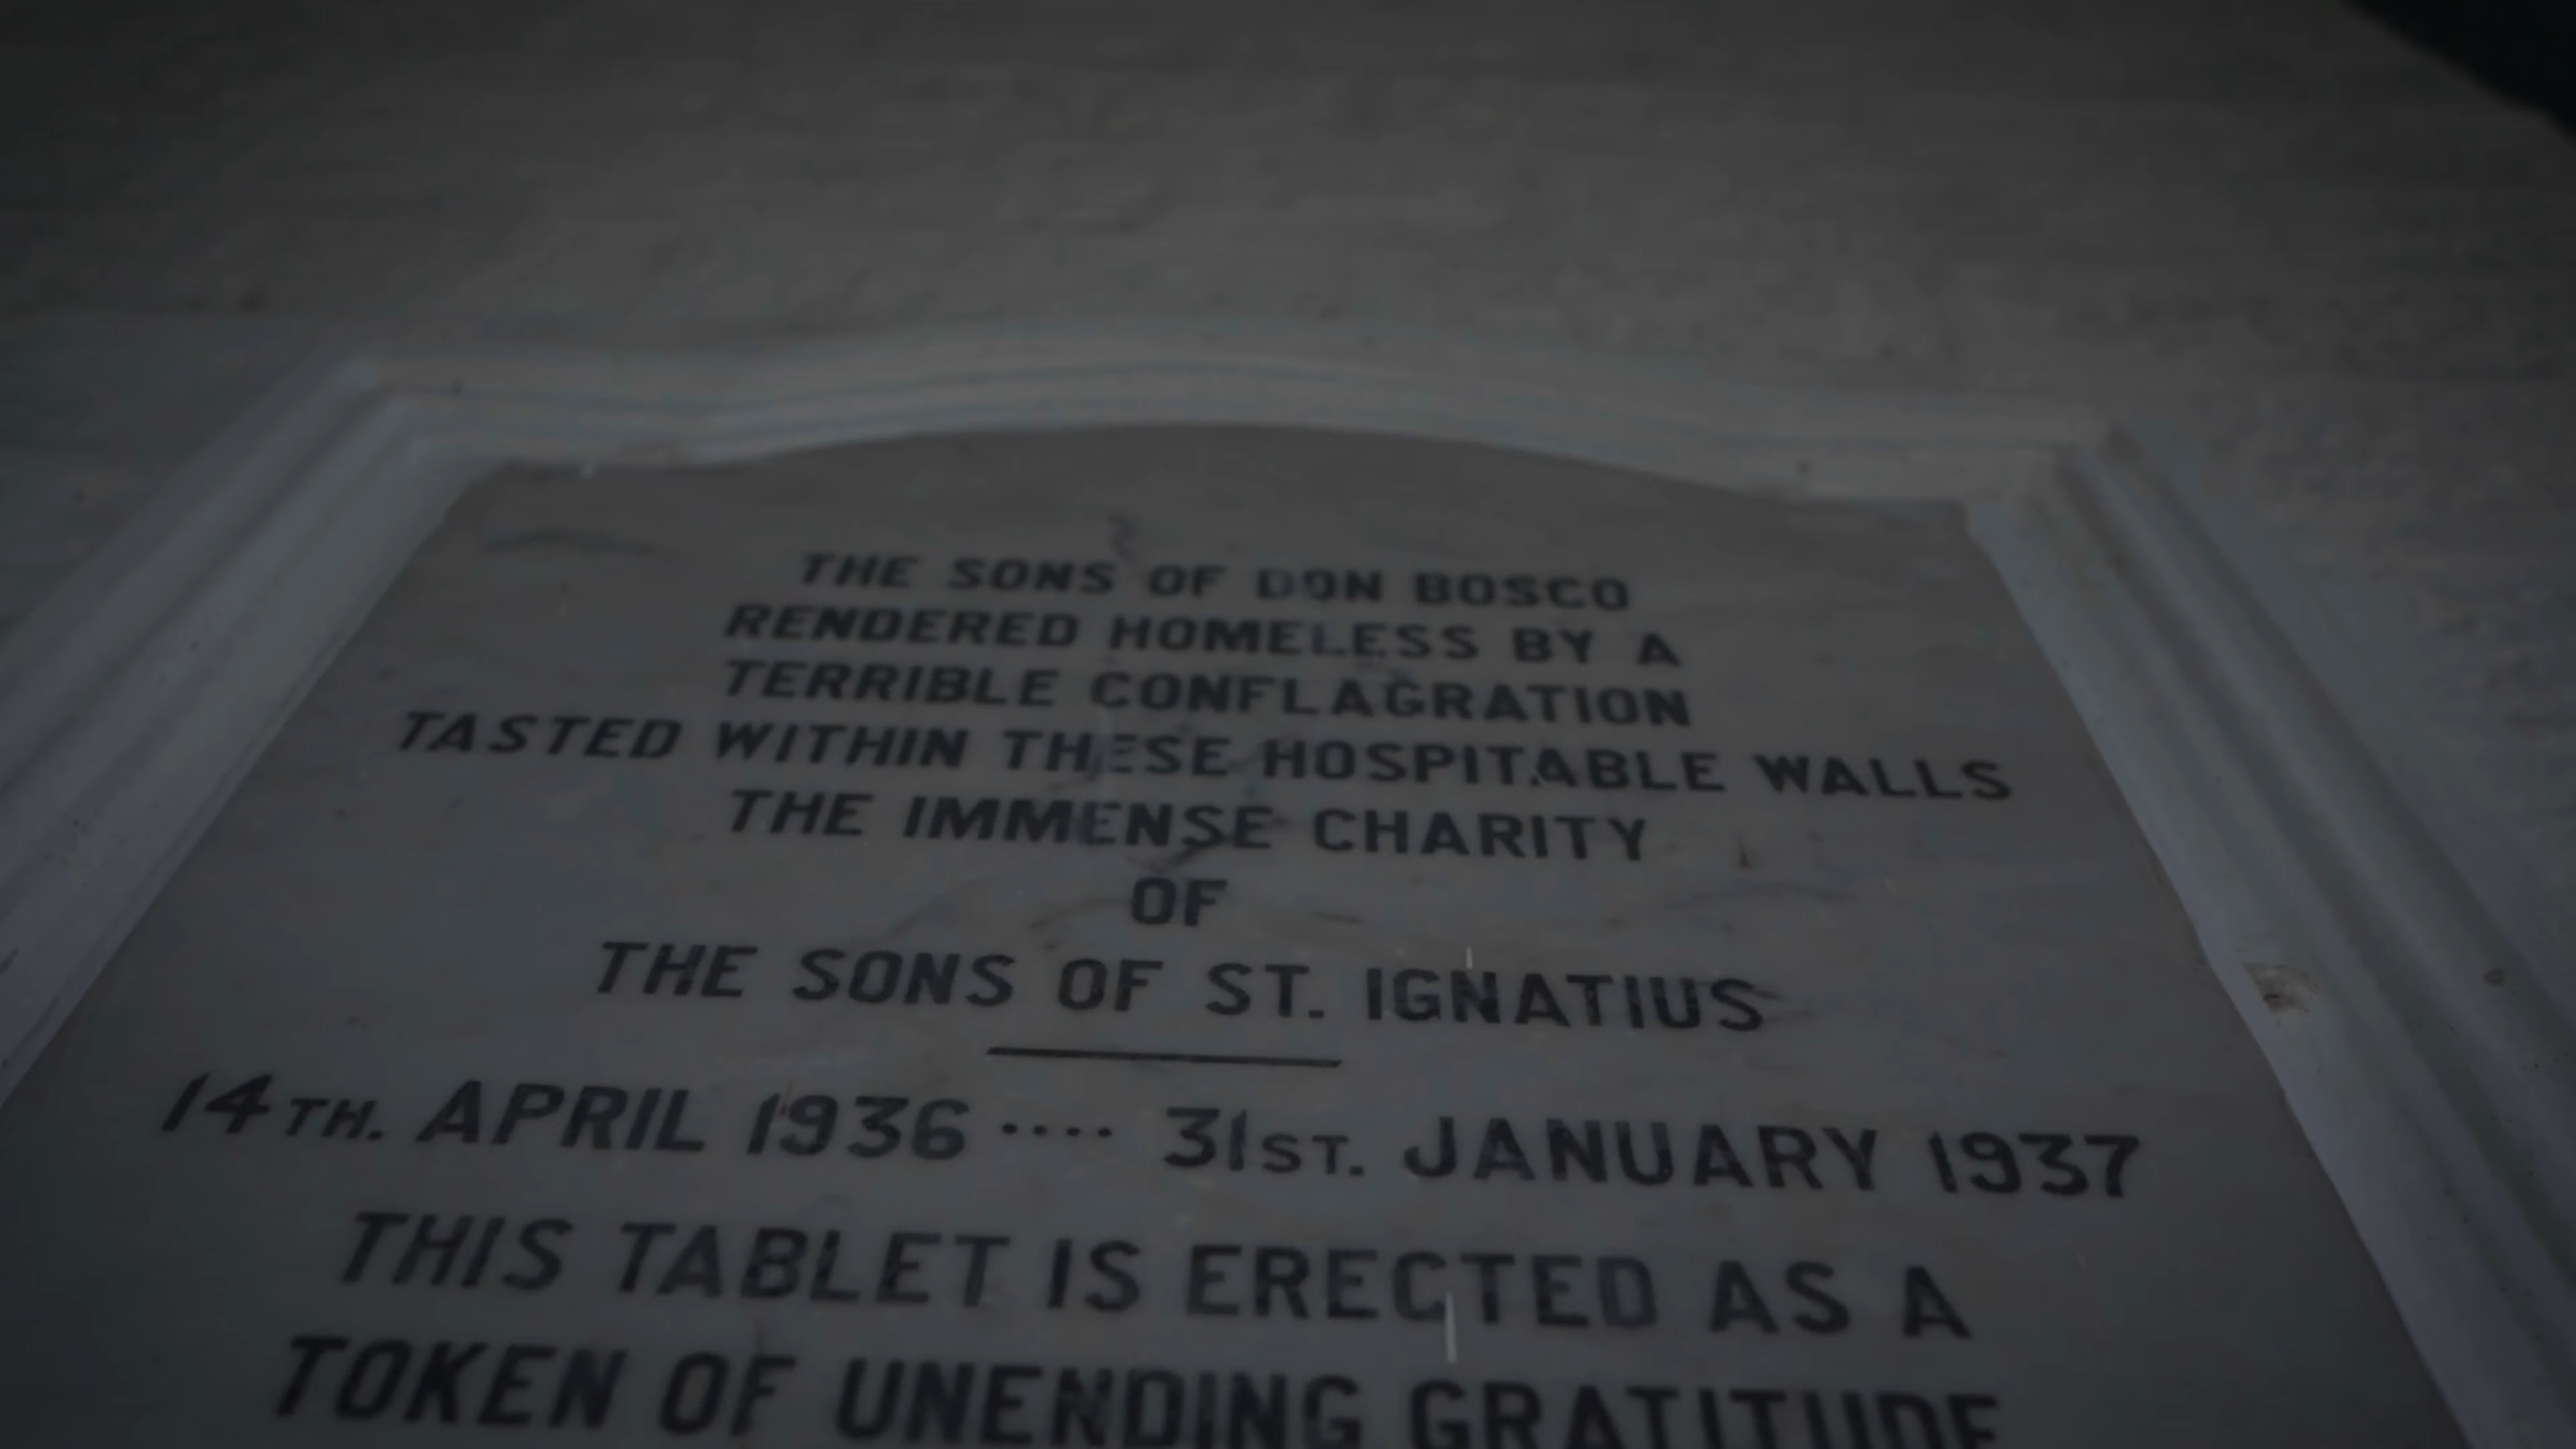 THE SONS OF DON BOSCO
RENDERED HOMELESS BY A
TERRIBLE CONFLAGRATION
TASTED WITHIN THESE HOSPITABLE WALLS
THE IMMENSE CHARITY
OF
THE SONS OF ST. IGNATIUS
14TH. APRIL 1936 .... 31ST. JANUARY 1937
THIS TABLET IS ERECTED AS A
TOKEN OF UNENDING GRATITUDE